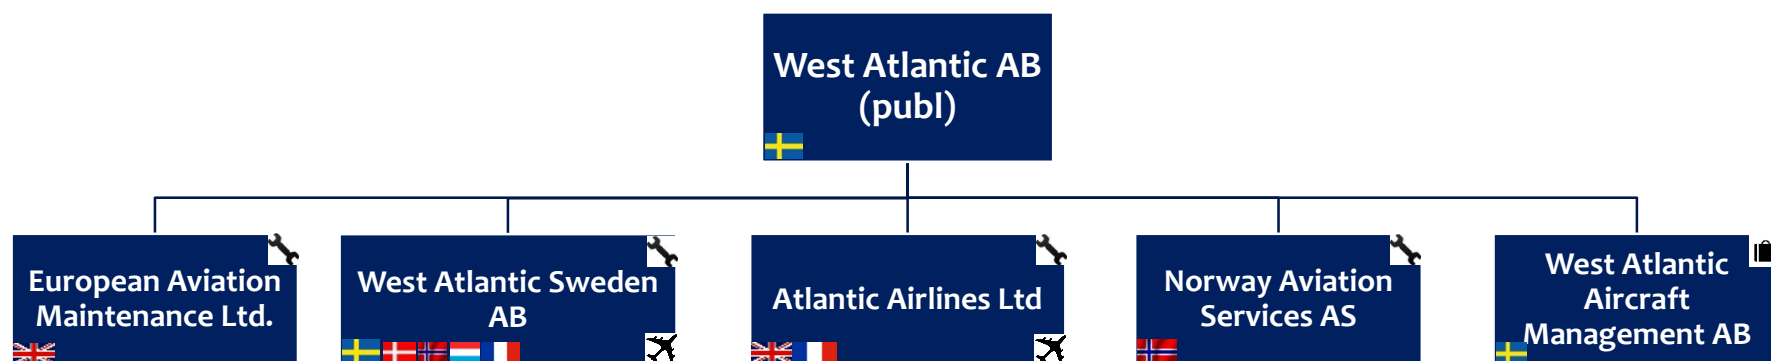 West Atlantic AB
(publ)
European Aviation
Maintenance Ltd.
West Atlantic Sweden
AB
Atlantic Airlines Ltd
Norway Aviation
Services AS
West Atlantic
Aircraft
Management AB